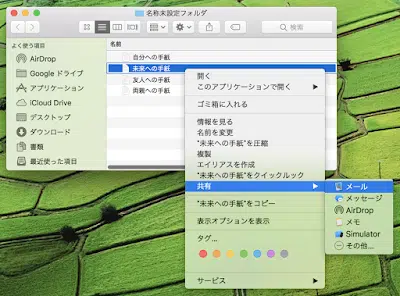 名称未設定フォルダ
検索
よく使う項目
AirDrop
Google ドライブ
アプリケーション
iCloud Drive
デスクトップ
ダウンロード
書類
最近使った項目
名前
自分への手紙
未来への手紙
友人への手紙
両親への手紙
開く
このアプリケーションで開く
ゴミ箱に入れる
情報を見る
名前を変更
"未来への手紙"を圧縮
複製
エイリアスを作成
"未来への手紙"をクイックルック
共有
"未来への手紙"をコピー
表示オプションを表示
タグ...
サービス
メール
メッセージ
AirDrop
メモ
Simulator
その他...